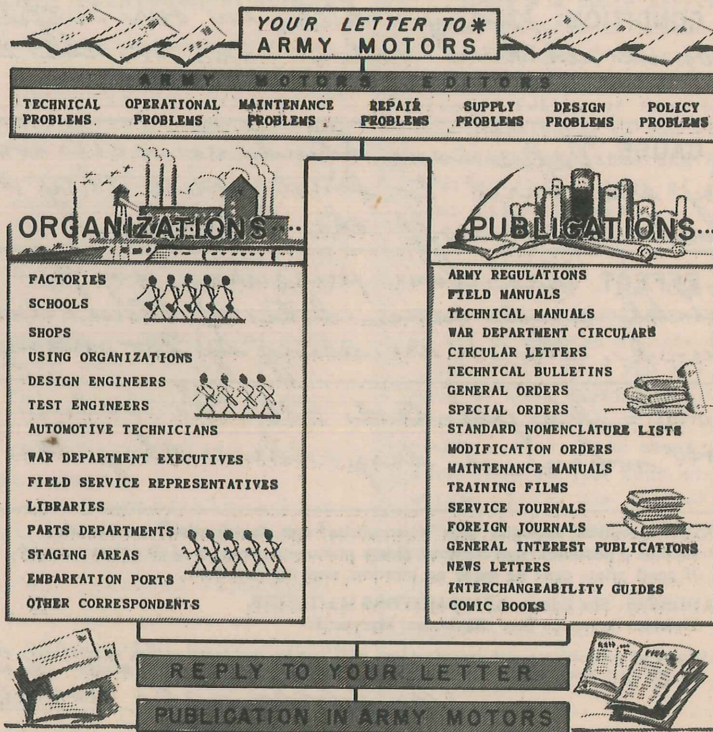 YOUR LETTER TO*
ARMY MOTORS
ARMY MOTORS EDITORS
TECHNICAL PROBLEMS.
OPERATIONAL PROBLEMS
MAINTENANCE PROBLEMS
REPAIR PROBLEMS
SUPPLY PROBLEMS
DESIGN PROBLEMS
POLICY PROBLEMS
ORGANIZATIONS....
FACTORIES
SCHOOLS
SHOPS
USING ORGANIZATIONS
DESIGN ENGINEERS
TEST ENGINEERS
AUTOMOTIVE TECHNICIANS
WAR DEPARTMENT EXECUTIVES
FIELD SERVICE REPRESENTATIVES
LIBRARIES
PARTS DEPARTMENTS
STAGING AREAS
EMBARKATION PORTS
OTHER CORRESPONDENTS
PUBLICATIONS...
ARMY REGULATIONS
FIELD MANUALS
TECHNICAL MANUALS
WAR DEPARTMENT CIRCULARS
CIRCULAR LETTERS
TECHNICAL BULLETINS
GENERAL ORDERS
SPECIAL ORDERS
STANDARD NOMENCLATURE LISTS
MODIFICATION ORDERS
MAINTENANCE MANUALS
TRAINING FILMS
SERVICE JOURNALS
FOREIGN JOURNALS
GENERAL INTEREST PUBLICATIONS
NEWS LETTERS
INTERCHANGEABILITY GUIDES
COMIC BOOKS
REPLY TO YOUR LETTER
PUBLICATION IN ARMY MOTORS